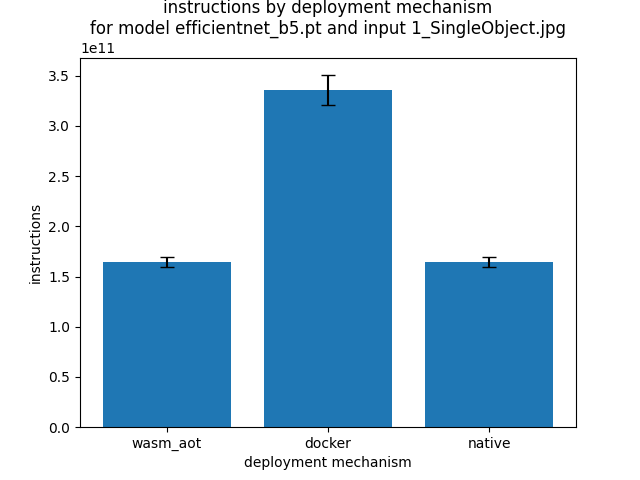 instructions by deployment mechanism
for model efficientnet_b5.pt and input 1_SingleObject.jpg
1e11
3.5
3.0
2.5
2.0
1.5
1.0
0.5
0.0
instructions
wasm_aot docker native
deployment mechanism